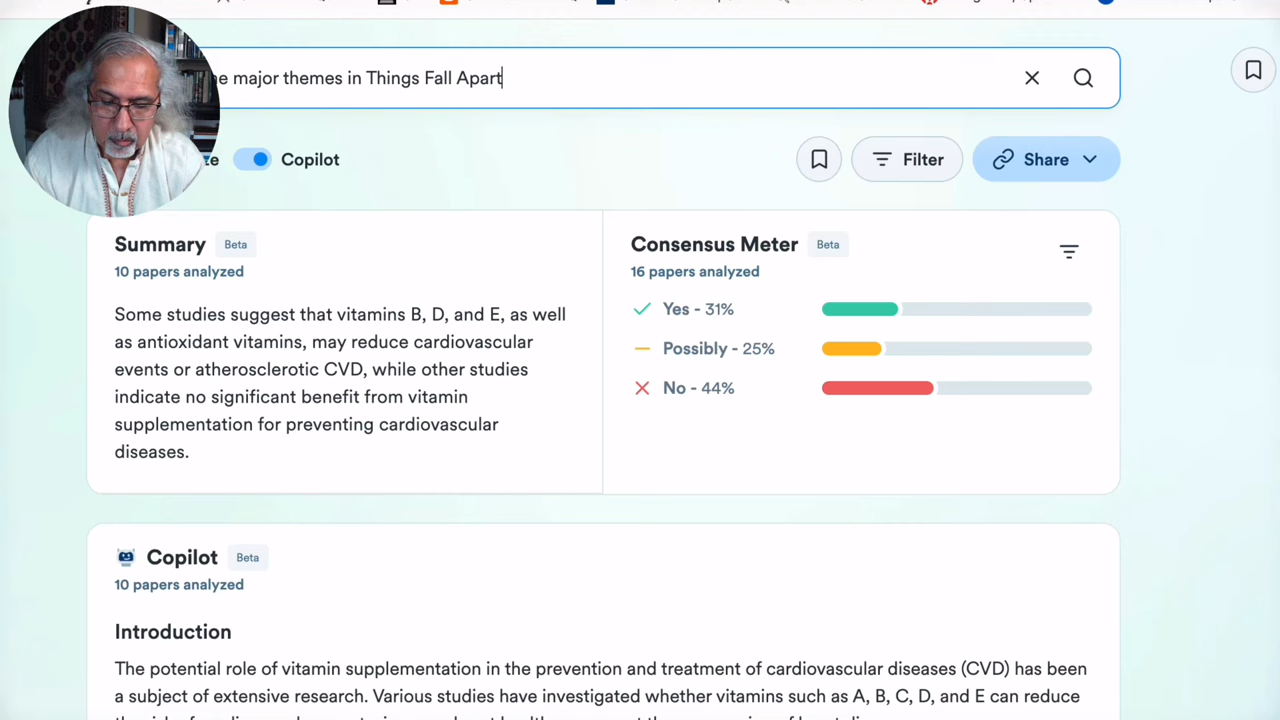 he major themes in Things Fall Apart
Copilot
Filter
Share
Summary Beta
10 papers analyzed
Some studies suggest that vitamins B, D, and E, as well
as antioxidant vitamins, may reduce cardiovascular
events or atherosclerotic CVD, while other studies
indicate no significant benefit from vitamin
supplementation for preventing cardiovascular
diseases.
Consensus Meter Beta
16 papers analyzed
Yes - 31%
Possibly - 25%
No - 44%
Copilot Beta
10 papers analyzed
Introduction
The potential role of vitamin supplementation in the prevention and treatment of cardiovascular diseases (CVD) has been
a subject of extensive research. Various studies have investigated whether vitamins such as A, B, C, D, and E can reduce